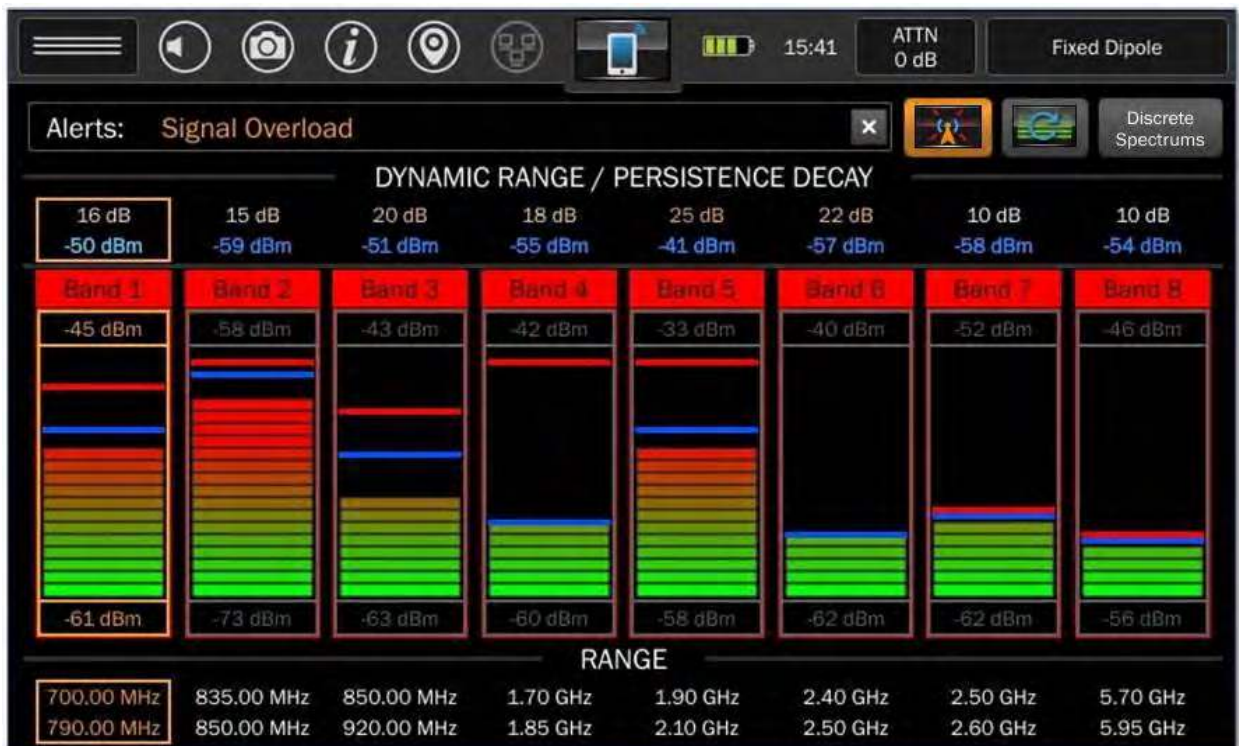 15:41
ATTN
0 dB
Fixed Dipole
Alerts: Signal Overload
Discrete
Spectrums
DYNAMIC RANGE / PERSISTENCE DECAY
16 dB 15 dB 20 dB 18 dB 25 dB 22 dB 10 dB 10 dB
-50 dBm -59 dBm -51 dBm -55 dBm -41 dBm -57 dBm -58 dBm -54 dBm
Band 1 Band 2 Band 3 Band 4 Band 5 Band 6 Band 7 Band 8
-45 dBm -58 dBm -43 dBm -42 dBm -33 dBm -40 dBm -52 dBm -46 dBm
-61 dBm -73 dBm -63 dBm -60 dBm -58 dBm -62 dBm -62 dBm -56 dBm
RANGE
700.00 MHz 835.00 MHz 850.00 MHz 1.70 GHz 1.90 GHz 2.40 GHz 2.50 GHz 5.70 GHz
790.00 MHz 850.00 MHz 920.00 MHz 1.85 GHz 2.10 GHz 2.50 GHz 2.60 GHz 5.95 GHz